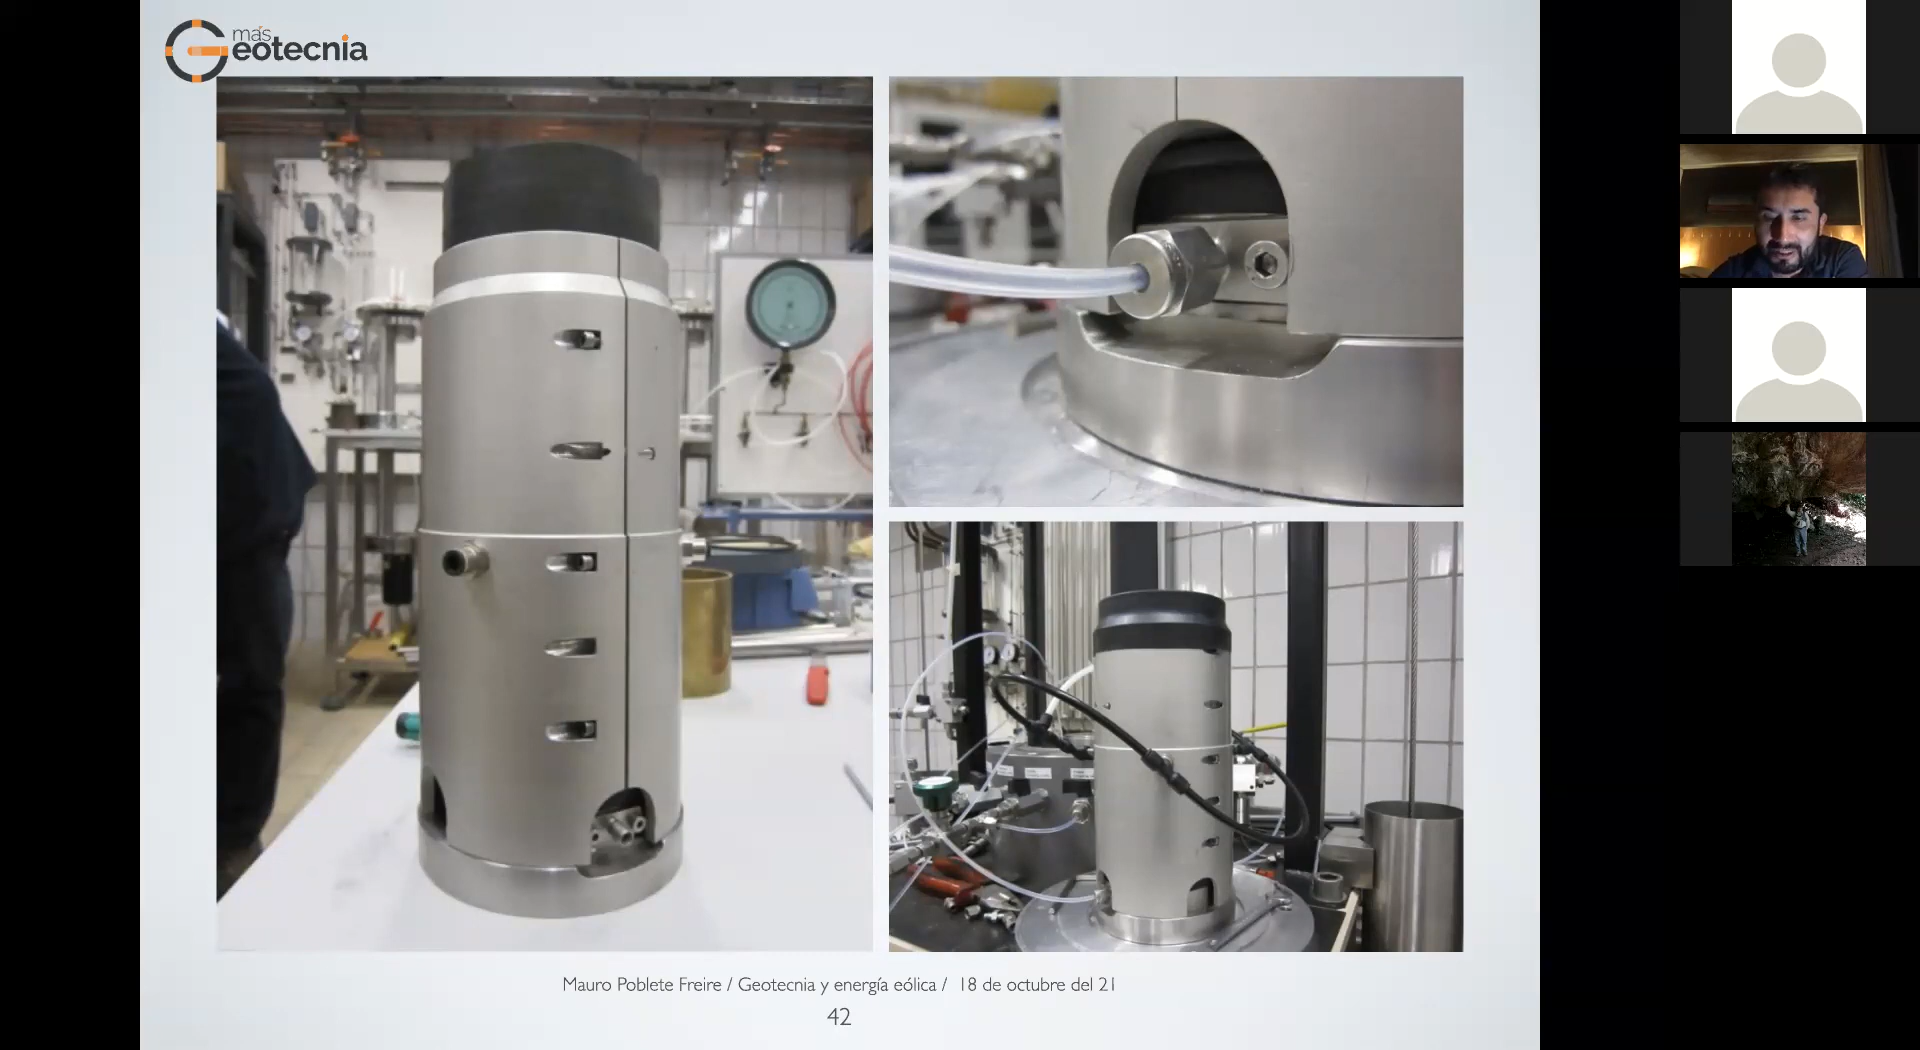 más
Geotecnia
Mauro Poblete Freire / Geotecnia y energía eólica / 18 de octubre del 21
42